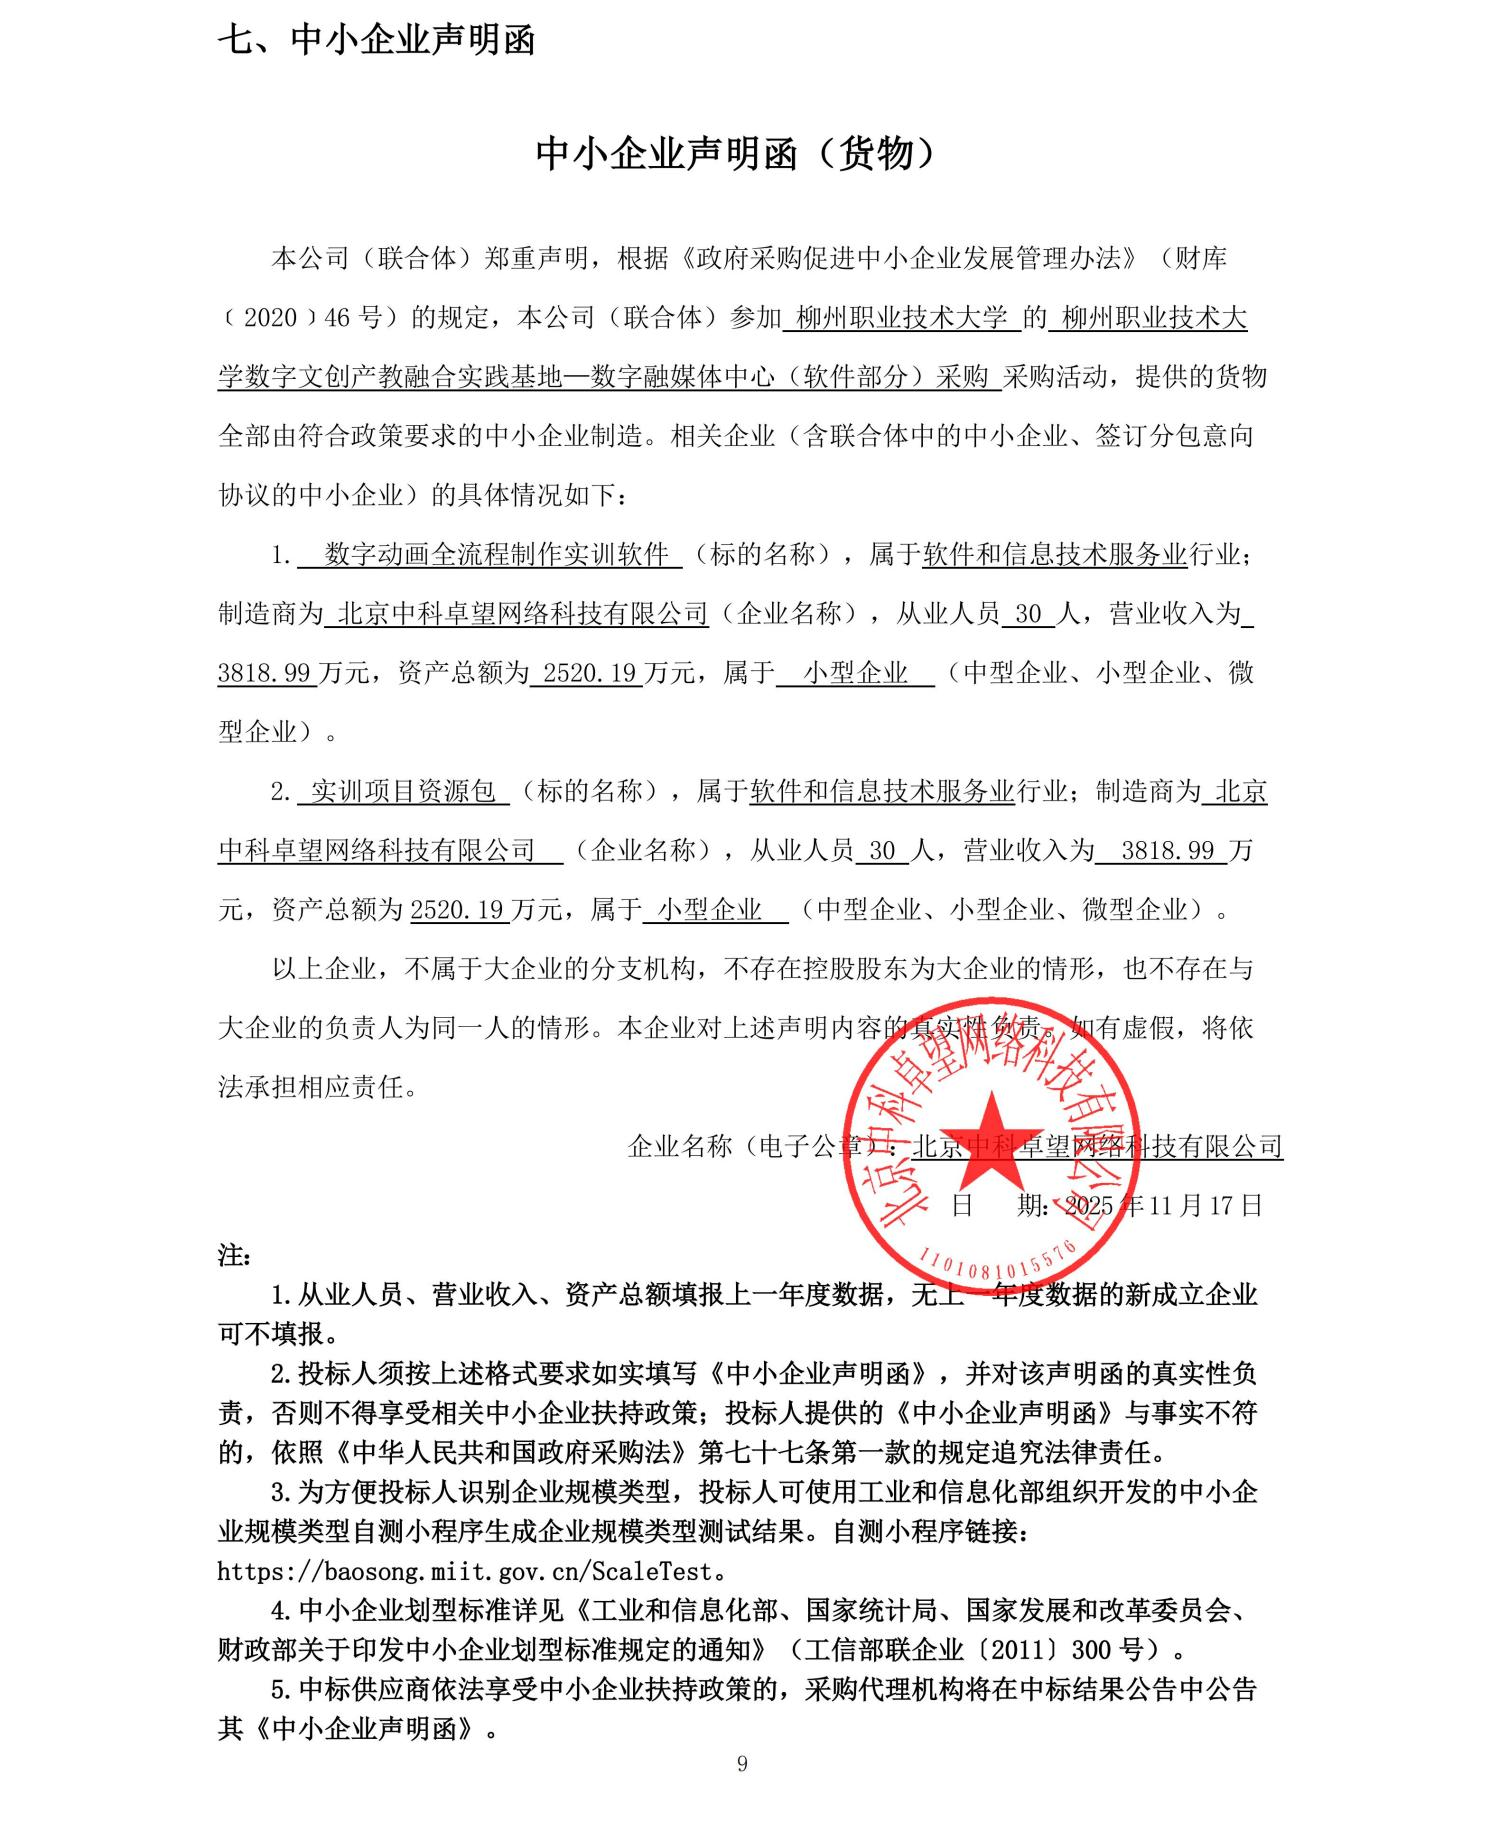 七、中小企业声明函
中小企业声明函（货物）
本公司（联合体）郑重声明，根据《政府采购促进中小企业发展管理办法》（财库
﹝2020﹞46 号）的规定，本公司（联合体）参加 柳州职业技术大学 的 柳州职业技术大
学数字文创产教融合实践基地—数字融媒体中心（软件部分）采购 采购活动，提供的货物
全部由符合政策要求的中小企业制造。相关企业（含联合体中的中小企业、签订分包意向
协议的中小企业）的具体情况如下：
1. 数字动画全流程制作实训软件 （标的名称），属于软件和信息技术服务业行业；
制造商为 北京中科卓望网络科技有限公司（企业名称），从业人员 30 人，营业收入为
3818.99 万元，资产总额为 2520.19 万元，属于 小型企业 （中型企业、小型企业、微
型企业）。
2. 实训项目资源包 （标的名称），属于软件和信息技术服务业行业；制造商为 北京
中科卓望网络科技有限公司 （企业名称），从业人员 30 人，营业收入为 3818.99 万
元，资产总额为 2520.19 万元，属于 小型企业 （中型企业、小型企业、微型企业）。
以上企业，不属于大企业的分支机构，不存在控股股东为大企业的情形，也不存在与
大企业的负责人为同一人的情形。本企业对上述声明内容的真实性负责。如有虚假，将依
法承担相应责任。
企业名称（电子公章）：北京中科卓望网络科技有限公司
日 期：2025 年 11 月 17 日
北京中科卓望网络科技有限公司
1101081015576
注：
1.从业人员、营业收入、资产总额填报上一年度数据，无上一年度数据的新成立企业
可不填报。
2.投标人须按上述格式要求如实填写《中小企业声明函》，并对该声明函的真实性负
责，否则不得享受相关中小企业扶持政策；投标人提供的《中小企业声明函》与事实不符
的，依照《中华人民共和国政府采购法》第七十七条第一款的规定追究法律责任。
3.为方便投标人识别企业规模类型，投标人可使用工业和信息化部组织开发的中小企
业规模类型自测小程序生成企业规模类型测试结果。自测小程序链接：
https://baosong.miit.gov.cn/ScaleTest。
4.中小企业划型标准详见《工业和信息化部、国家统计局、国家发展和改革委员会、
财政部关于印发中小企业划型标准规定的通知》（工信部联企业〔2011〕300 号）。
5.中标供应商依法享受中小企业扶持政策的，采购代理机构将在中标结果公告中公告
其《中小企业声明函》。
9